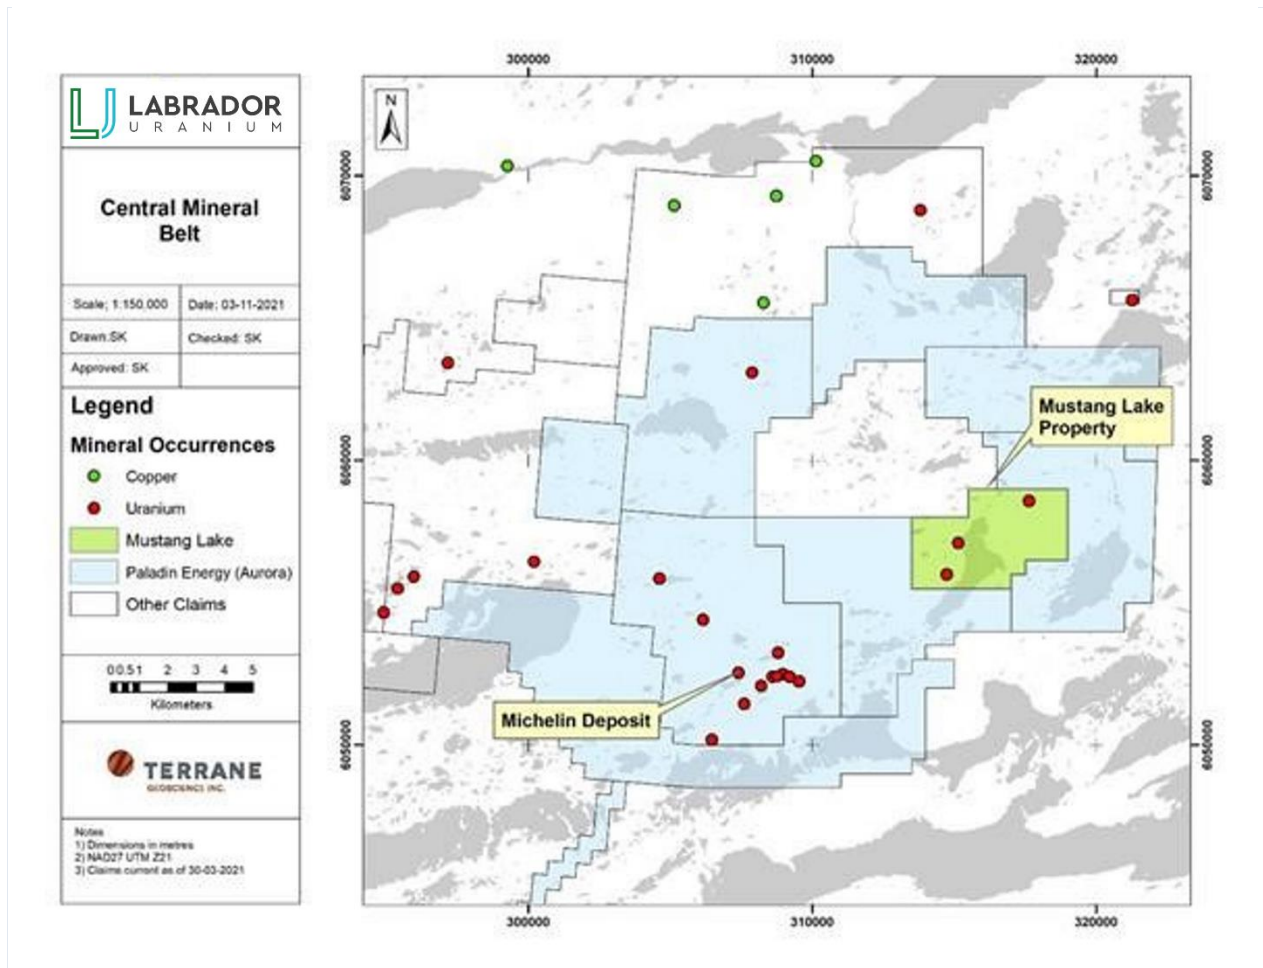 LABRADOR
URANIUM
Central Mineral
Belt
Scale; 1:150,000
Date: 03-11-2021
Drawn:SK
Checked: SK
Approved: SK
Legend
Mineral Occurrences
Copper
Uranium
Mustang Lake
Paladin Energy (Aurora)
Other Claims
0 0.5 1 2 3 4 5
Kilometers
TERRANE
GEOSCIENCE INC.
Notes
1) Dimensions in metres
2) NAD27 UTM Z21
3) Claims current as of 30-03-2021
300000
310000
320000
N
6070000
6070000
Mustang Lake
Property
6060000
6060000
Michelin Deposit
6050000
6050000
300000
310000
320000